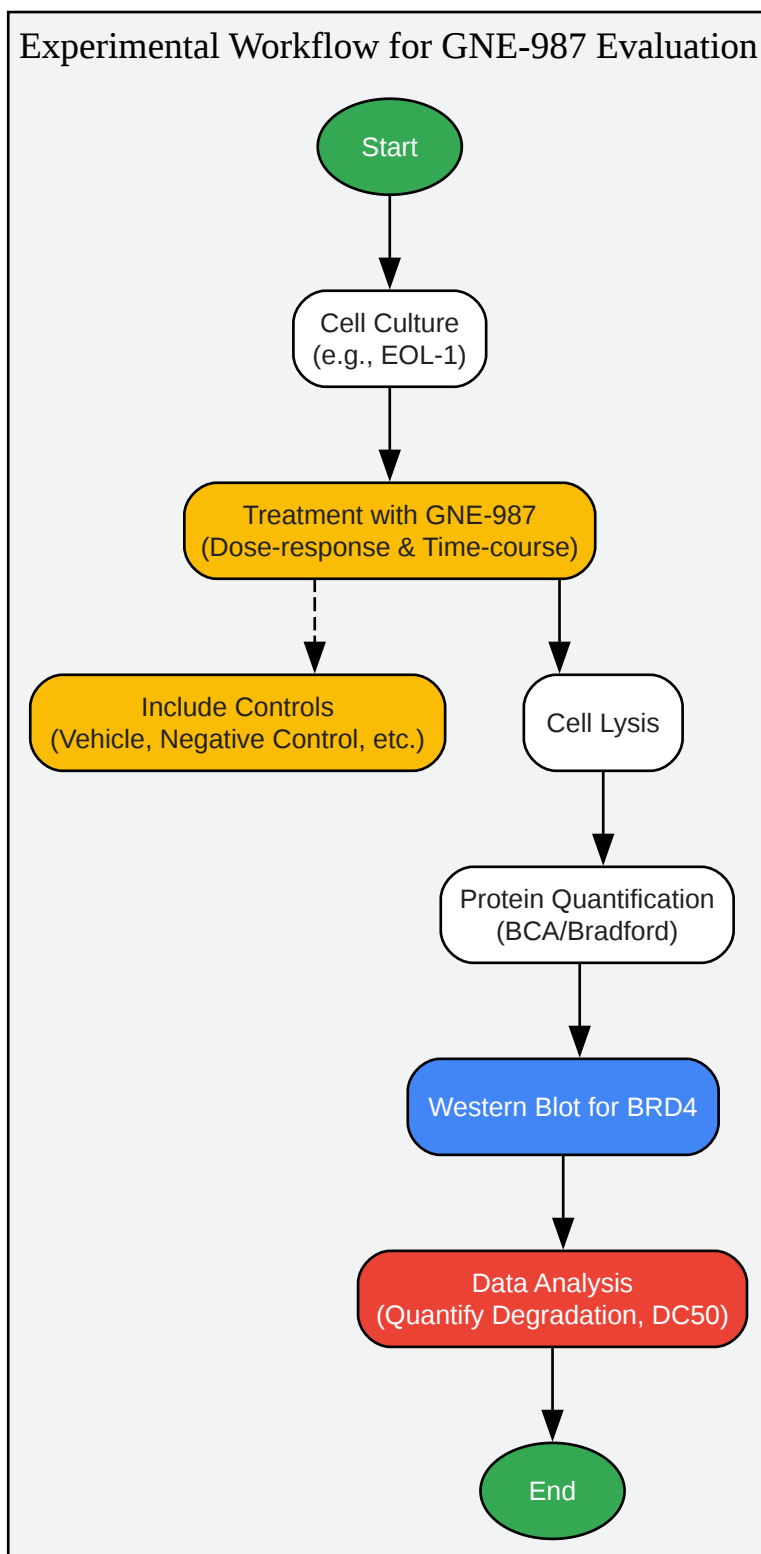 Experimental Workflow for GNE-987 Evaluation
Start
Cell Culture
(e.g., EOL-1)
Treatment with GNE-987
(Dose-response & Time-course)
Include Controls
(Vehicle, Negative Control, etc.)
Cell Lysis
Protein Quantification
(BCA/Bradford)
Western Blot for BRD4
Data Analysis
(Quantify Degradation, DC50)
End